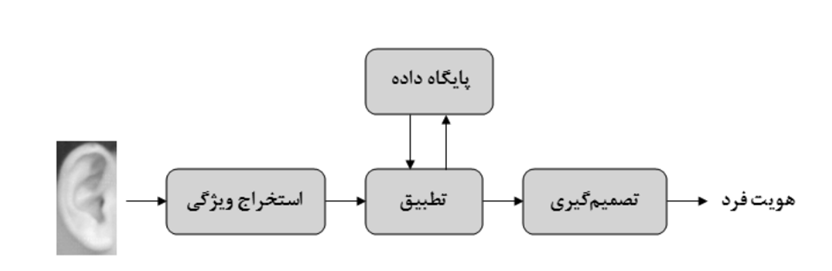 پایگاه داده
استخراج ویژگی
تطبیق
تصمیم‌گیری
هویت فرد